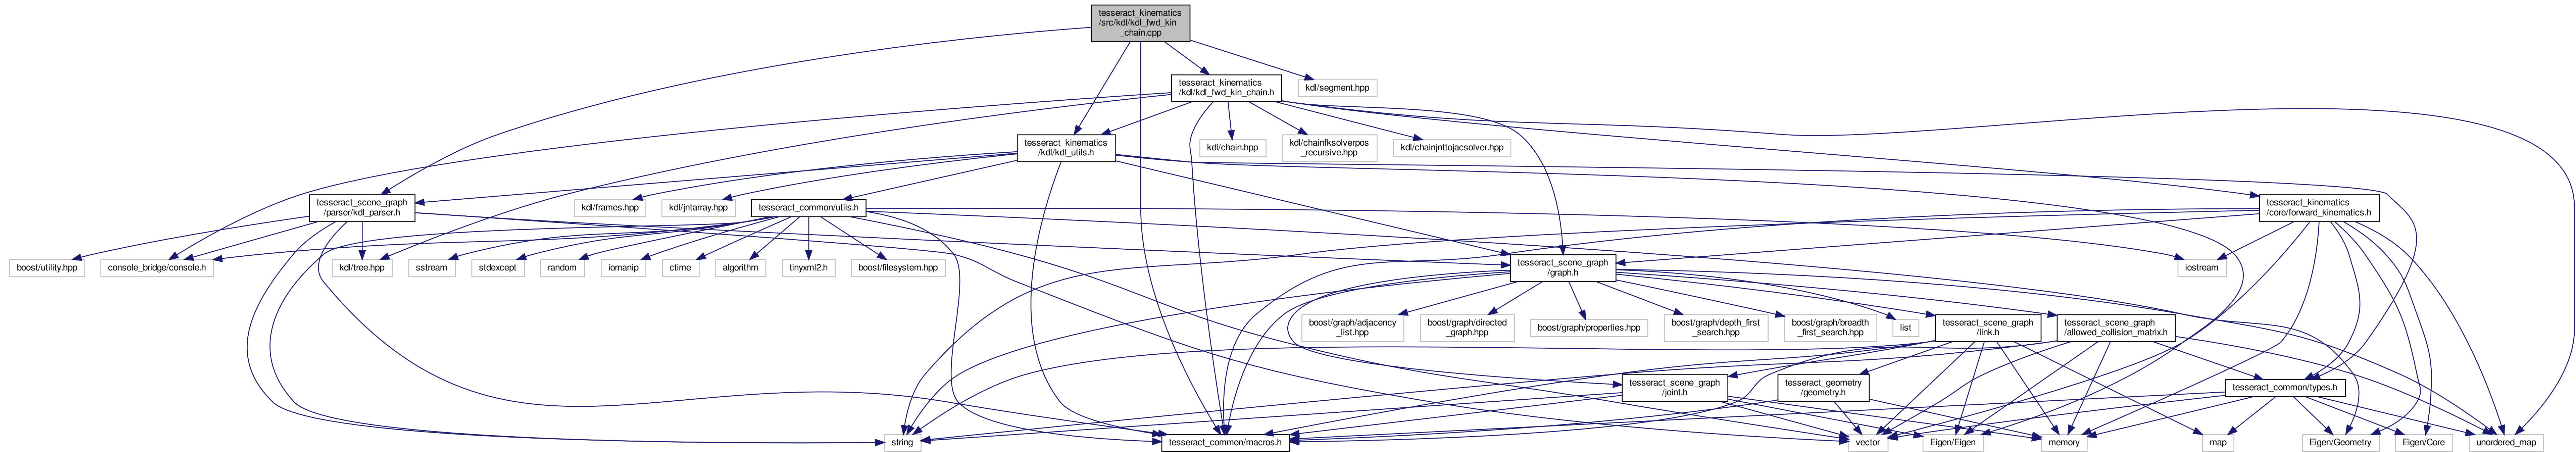 tesseract_kinematics
/src/kdl/kdl_fwd_kin
_chain.cpp
tesseract_kinematics
/kdl/kdl_fwd_kin_chain.h
kdl/segment.hpp
tesseract_kinematics
/kdl/kdl_utils.h
kdl/chain.hpp
kdl/chainfksolverpos
_recursive.hpp
kdl/chainjnttojacsolver.hpp
tesseract_scene_graph
/parser/kdl_parser.h
kdl/frames.hpp
kdl/jntarray.hpp
tesseract_common/utils.h
tesseract_kinematics
/core/forward_kinematics.h
boost/utility.hpp
console_bridge/console.h
kdl/tree.hpp
sstream
stdexcept
random
iomanip
ctime
algorithm
tinyxml2.h
boost/filesystem.hpp
tesseract_scene_graph
/graph.h
iostream
boost/graph/adjacency
_list.hpp
boost/graph/directed
_graph.hpp
boost/graph/properties.hpp
boost/graph/depth_first
_search.hpp
boost/graph/breadth
_first_search.hpp
list
tesseract_scene_graph
/link.h
tesseract_scene_graph
/allowed_collision_matrix.h
tesseract_scene_graph
/joint.h
tesseract_geometry
/geometry.h
tesseract_common/types.h
string
tesseract_common/macros.h
vector
Eigen/Eigen
memory
map
Eigen/Geometry
Eigen/Core
unordered_map